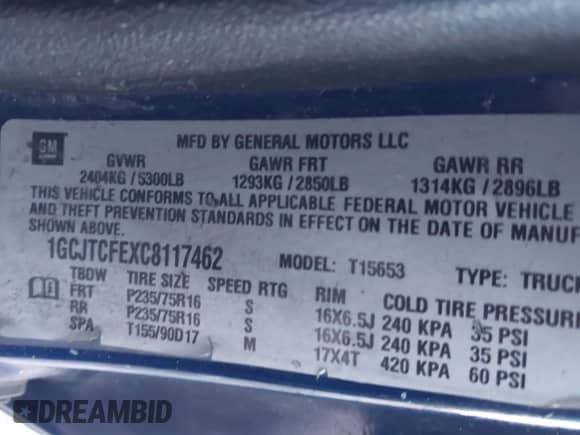 GM
MFD BY GENERAL MOTORS LLC
GVWR GAWR FRT GAWR RR
2404KG / 5300LB 1293KG / 2850LB 1314KG / 2896LB
THIS VEHICLE CONFORMS TO ALL APPLICABLE FEDERAL MOTOR VEHICLE
AND THEFT PREVENTION STANDARDS IN EFFECT ON THE DATE OF MANUF
SHOWN ABOVE.
1GCJTCFEXC8117462 MODEL: T15653 TYPE: TRUCK
TBDW TIRE SIZE SPEED RTG RIM COLD TIRE PRESSURE
FRT P235/75R16 S 16X6.5J 240 KPA 35 PSI
RR P235/75R16 S 16X6.5J 240 KPA 35 PSI
SPA T155/90D17 M 17X4T 420 KPA 60 PSI
DREAMBID